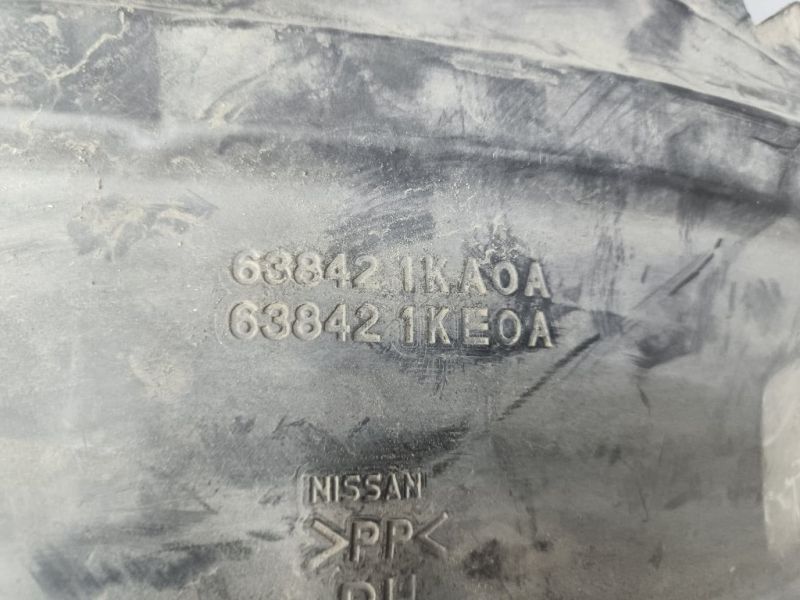 63842 1KA0A
63842 1KE0A
NISSAN
>PP<